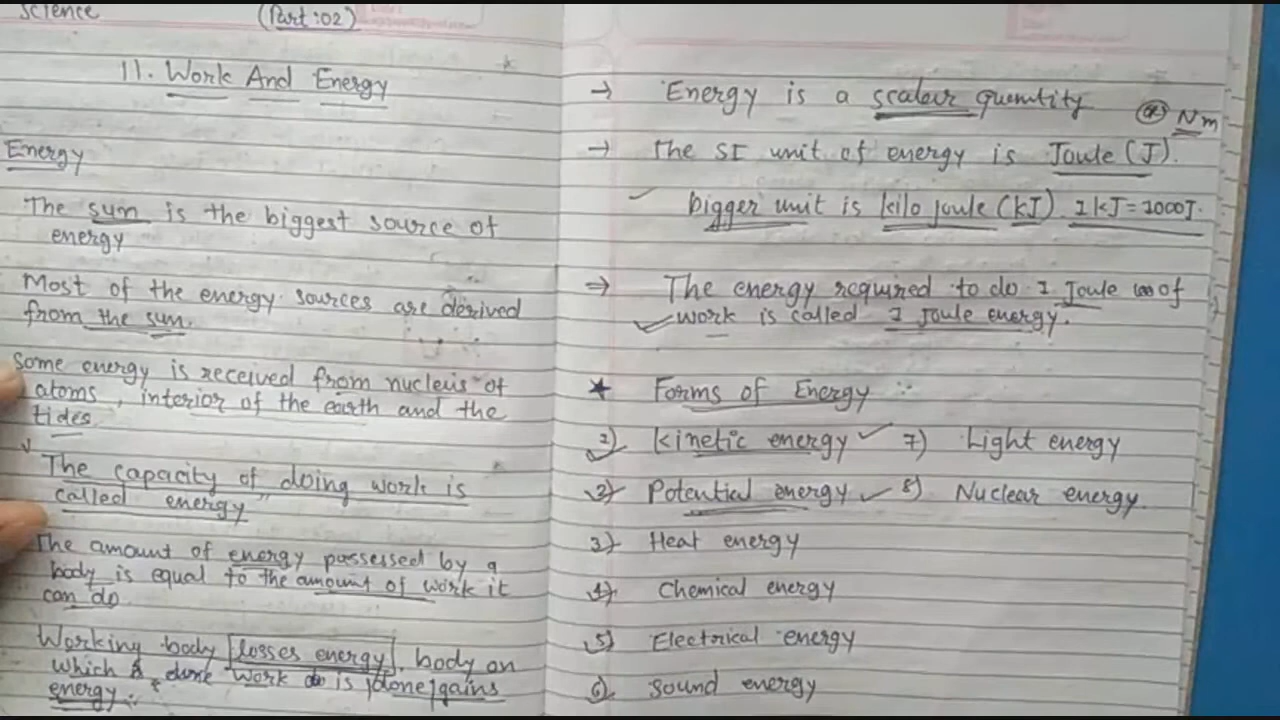 Science (Part:02)
11. Work And Energy
Energy
The sun is the biggest source of
energy
Most of the energy sources are derived
from the sun.
Some energy is received from nucleus of
atoms, interior of the earth and the
tides
The capacity of doing work is
called energy"
The amount of energy possessed by a
body is equal to the amount of work it
can do
Working body losses energy, body on
which work is done gains
energy.
→ Energy is a scalar quantity
(or) Nm
→ The SI unit of energy is Joule (J).
bigger unit is kilo joule (kJ) 1 kJ = 1000J.
⇒ The energy required to do 1 Joule of
work is called 1 Joule energy.
★ Forms of Energy :-
1) Kinetic energy ✓ 7) Light energy
2) Potential energy ✓ 8) Nuclear energy.
3) Heat energy
4) Chemical energy
5) Electrical energy
6) Sound energy